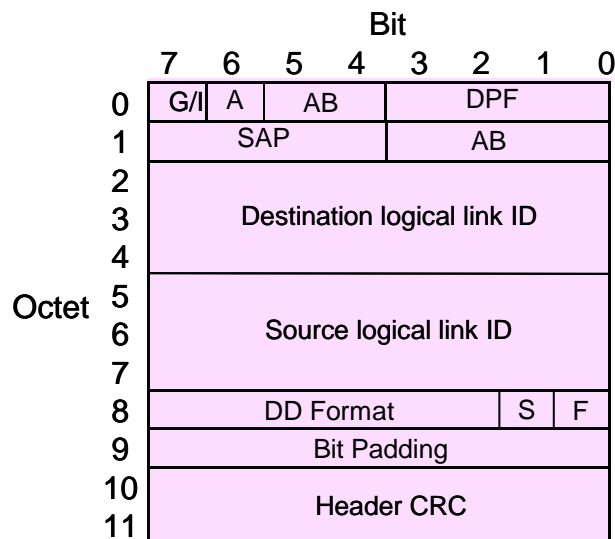 Bit
7 6 5 4 3 2 1 0
0 G/I A AB DPF
1 SAP AB
2
3 Destination logical link ID
4
5
Octet 6 Source logical link ID
7
8 DD Format S F
9 Bit Padding
10
Header CRC
11